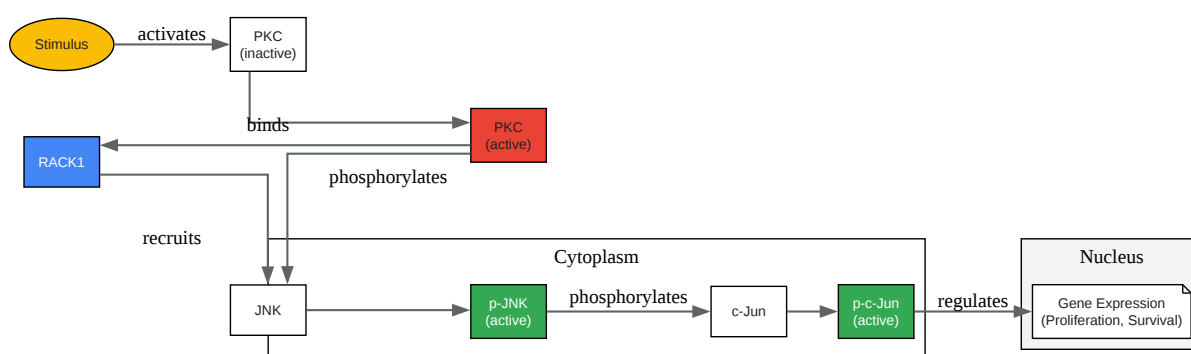 Stimulus
activates
PKC
(inactive)
binds
PKC
(active)
RACK1
phosphorylates
recruits
Cytoplasm
Nucleus
JNK
p-JNK
(active)
phosphorylates
c-Jun
p-c-Jun
(active)
regulates
Gene Expression
(Proliferation, Survival)